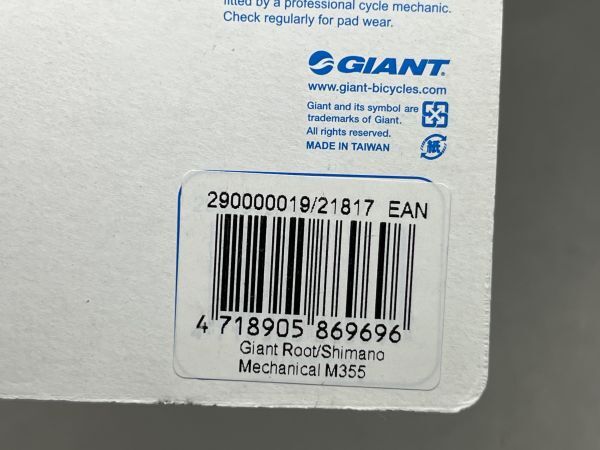 fitted by a professional cycle mechanic.
Check regularly for pad wear.
GIANT
www.giant-bicycles.com
Giant and its symbol are
trademarks of Giant.
All rights reserved.
MADE IN TAIWAN
紙
290000019/21817 EAN
4 718905 869696
Giant Root/Shimano
Mechanical M355